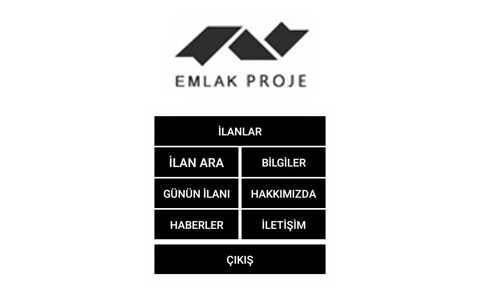 EMLAK PROJE
İLANLAR
İLAN ARA
BİLGİLER
GÜNÜN İLANI
HAKKIMIZDA
HABERLER
İLETİŞİM
ÇIKIŞ